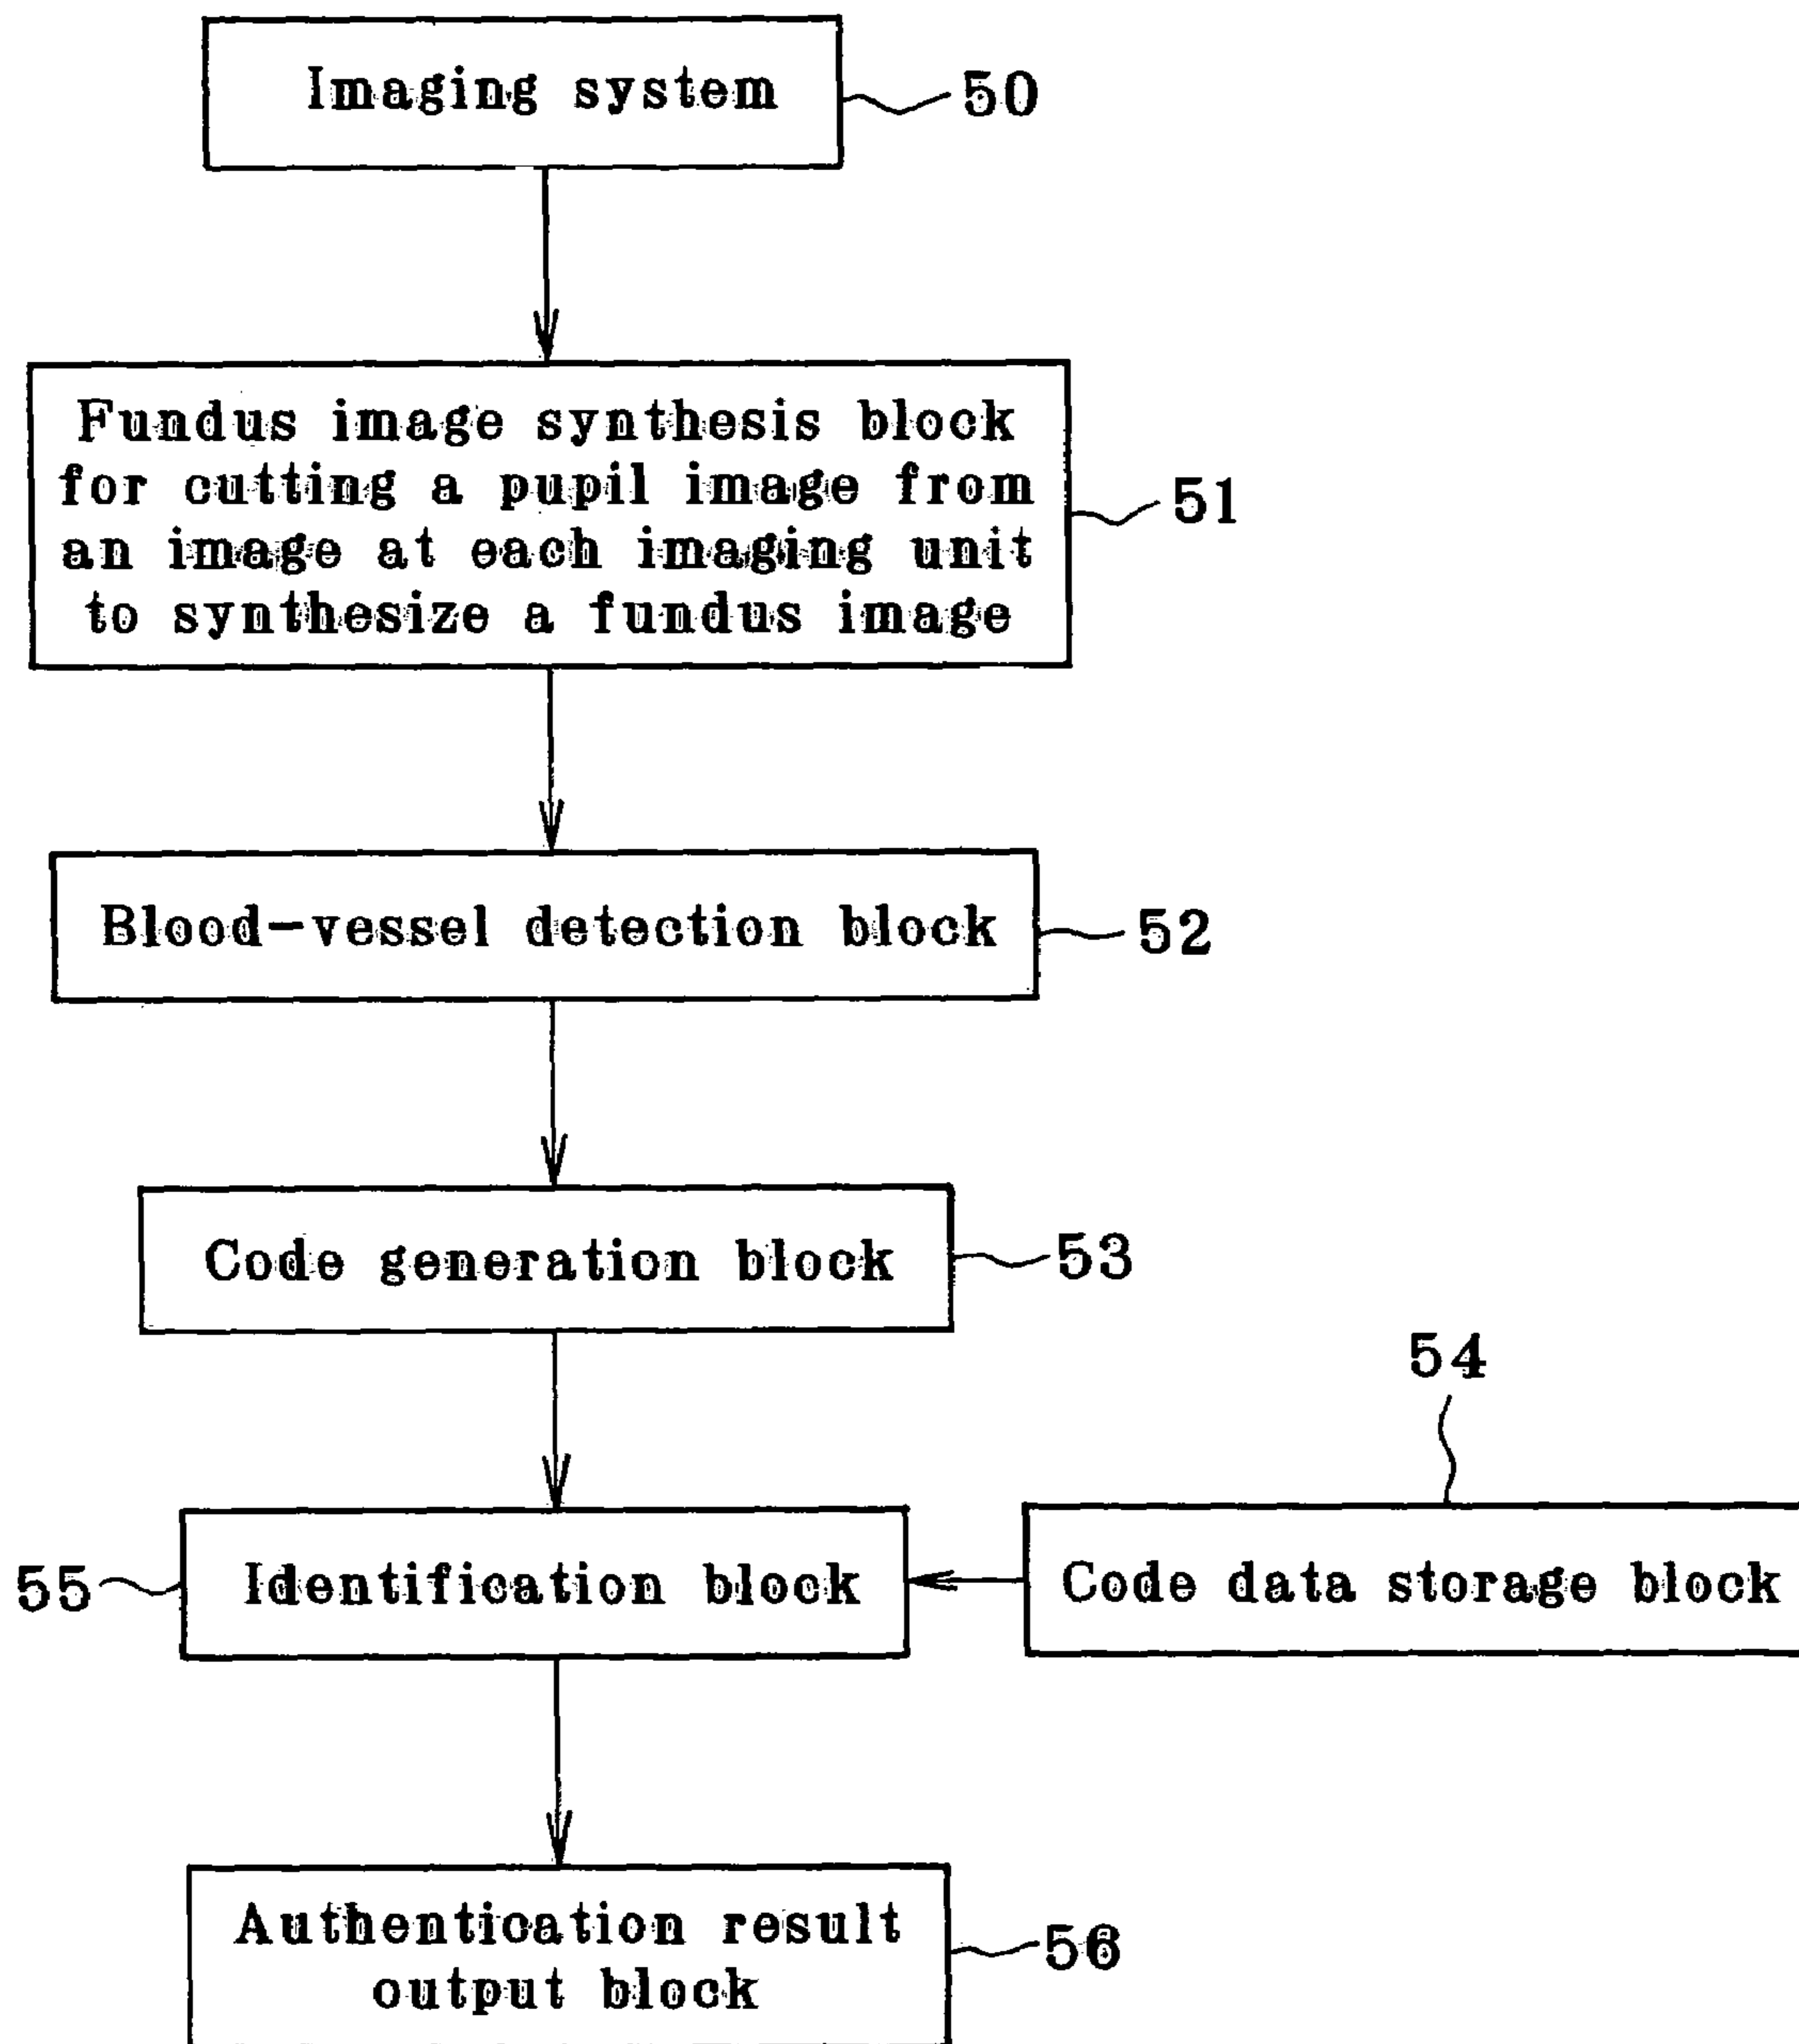 Imaging system
50
Fundus image synthesis block
for cutting a pupil image from
an image at each imaging unit
to synthesize a fundus image
51
Blood-vessel detection block
52
Code generation block
53
54
55
Identification block
Code data storage block
Authentication result
output block
56